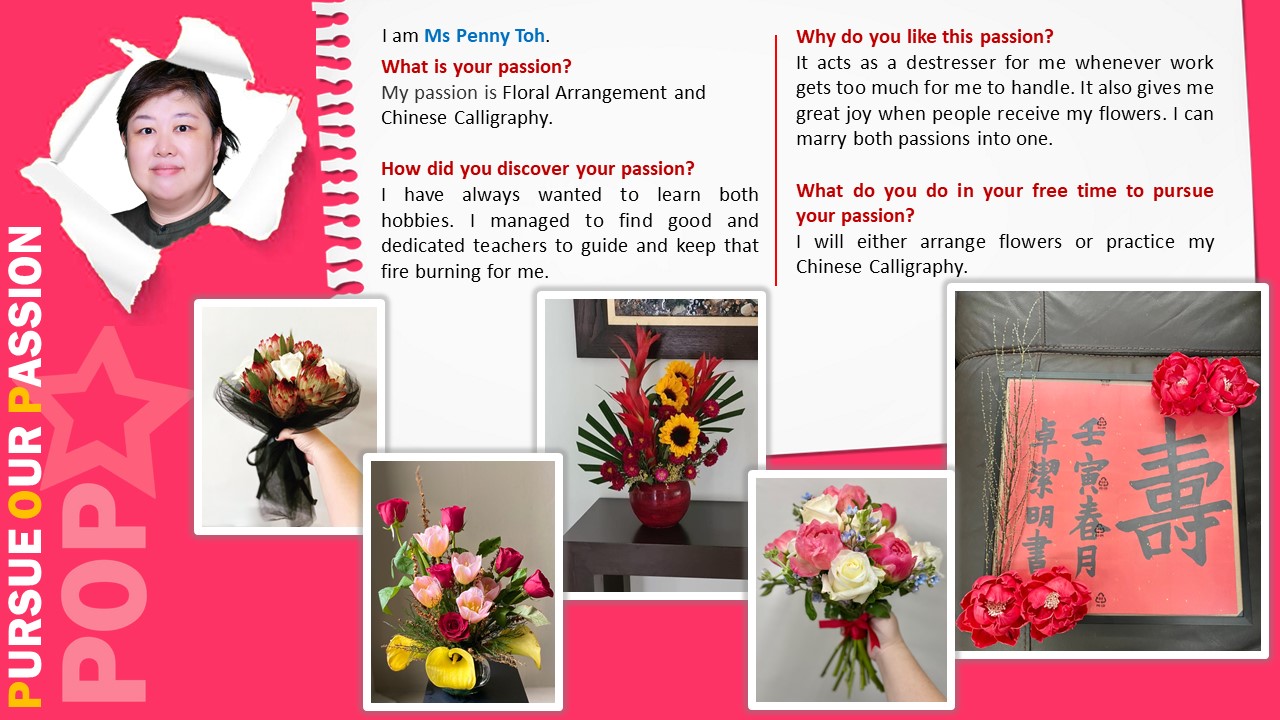 PURSUE OUR PASSION
POP
I am Ms Penny Toh.
What is your passion?
My passion is Floral Arrangement and
Chinese Calligraphy.
How did you discover your passion?
I have always wanted to learn both
hobbies. I managed to find good and
dedicated teachers to guide and keep that
fire burning for me.
Why do you like this passion?
It acts as a destresser for me whenever work
gets too much for me to handle. It also gives me
great joy when people receive my flowers. I can
marry both passions into one.
What do you do in your free time to pursue
your passion?
I will either arrange flowers or practice my
Chinese Calligraphy.
壽
壬寅春月
卓潔明書